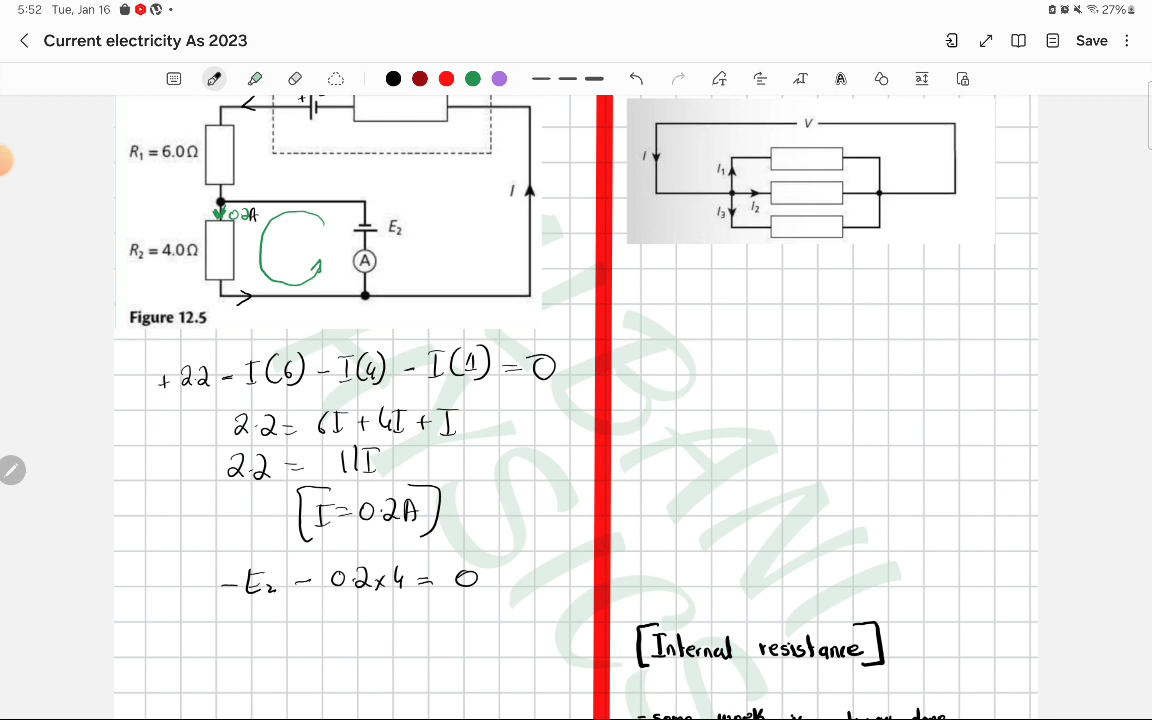 5:52 Tue, Jan 16
27%
Current electricity As 2023
Save
+
R₁ = 6.0Ω
I
0.2A
E₂
R₂ = 4.0Ω
A
Figure 12.5
+ 22 - I(6) - I(4) - I(1) = 0
2.2 = 6I + 4I + I
2.2 = 11I
[I = 0.2A]
- E₂ - 0.2 x 4 = 0
V
I
I₁
I₂
I₃
[Internal resistance]